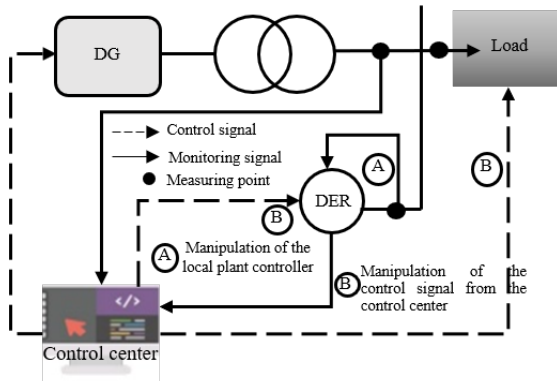 DG
Load
Control signal
Monitoring signal
Measuring point
A
B
DER
B
A Manipulation of the
local plant controller
B Manipulation of the
control signal from the
control center
</>
Control center